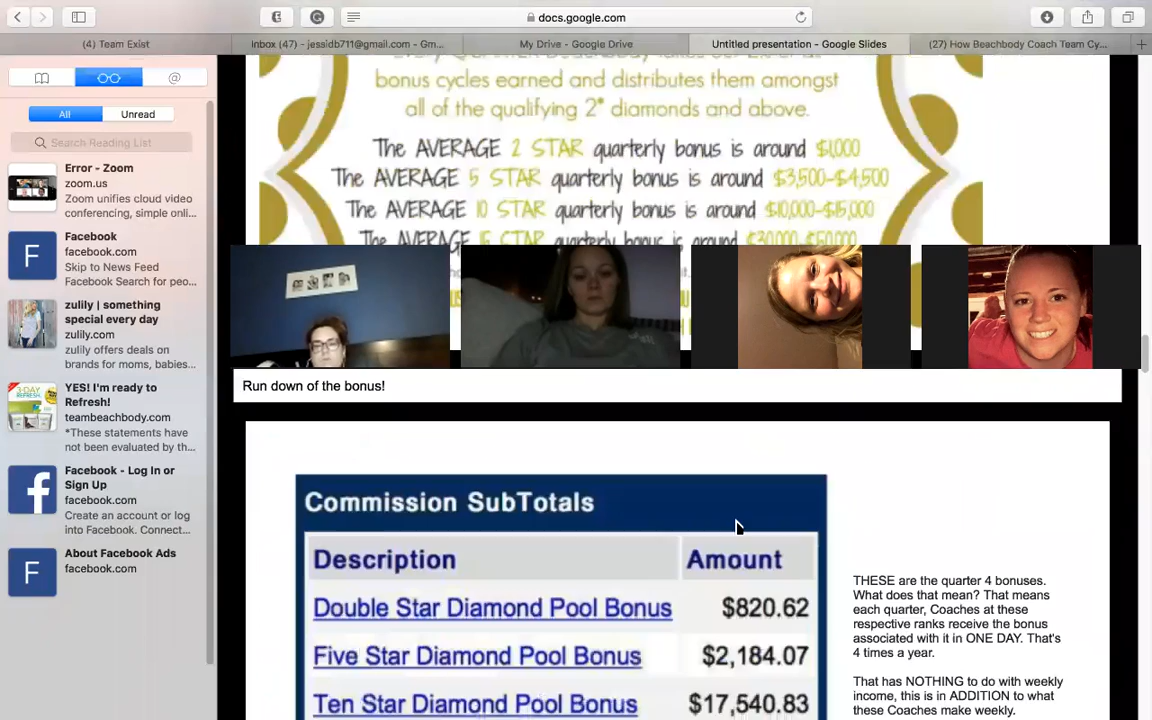 docs.google.com
(4) Team Exist
Inbox (47) - jessidb711@gmail.com - Gm...
My Drive - Google Drive
Untitled presentation - Google Slides
(27) How Beachbody Coach Team Cy...
All
Unread
Search Reading List
Error - Zoom
zoom.us
Zoom unifies cloud video
conferencing, simple onli...
Facebook
facebook.com
Skip to News Feed
Facebook Search for peo...
zulily | something
special every day
zulily.com
zulily offers deals on
brands for moms, babies...
YES! I'm ready to
Refresh!
teambeachbody.com
*These statements have
not been evaluated by th...
Facebook - Log In or
Sign Up
facebook.com
Create an account or log
into Facebook. Connect...
About Facebook Ads
facebook.com
bonus cycles earned and distributes them amongst
all of the qualifying 2* diamonds and above.
The AVERAGE 2 STAR quarterly bonus is around $1,000
The AVERAGE 5 STAR quarterly bonus is around $3,500-$4,500
The AVERAGE 10 STAR quarterly bonus is around $10,000-$15,000
The AVERAGE 15 STAR quarterly bonus is around $30,000-$60,000
Run down of the bonus!
Commission SubTotals
Description Amount
Double Star Diamond Pool Bonus $820.62
Five Star Diamond Pool Bonus $2,184.07
Ten Star Diamond Pool Bonus $17,540.83
THESE are the quarter 4 bonuses.
What does that mean? That means
each quarter, Coaches at these
respective ranks receive the bonus
associated with it in ONE DAY. That's
4 times a year.
That has NOTHING to do with weekly
income, this is in ADDITION to what
these Coaches make weekly.